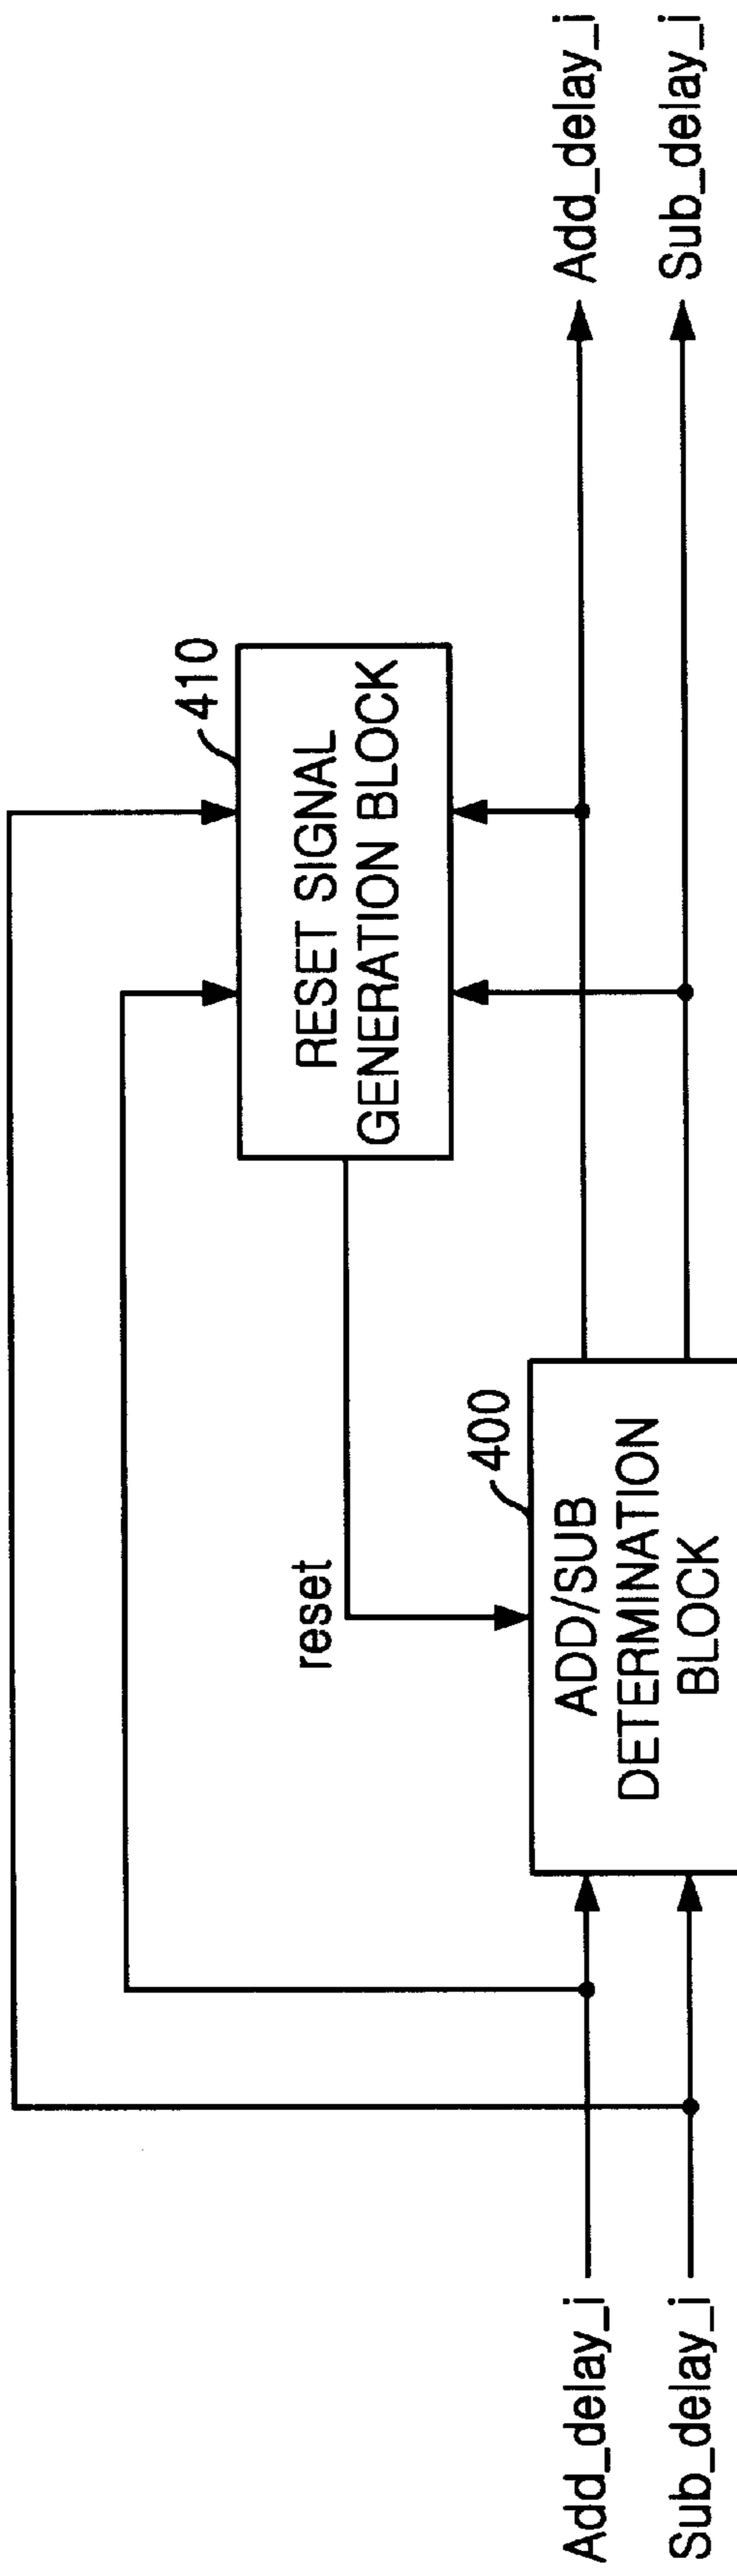 410
RESET SIGNAL
GENERATION BLOCK
reset
400
ADD/SUB
DETERMINATION
BLOCK
Add_delay_i
Sub_delay_i
Add_delay_i
Sub_delay_i